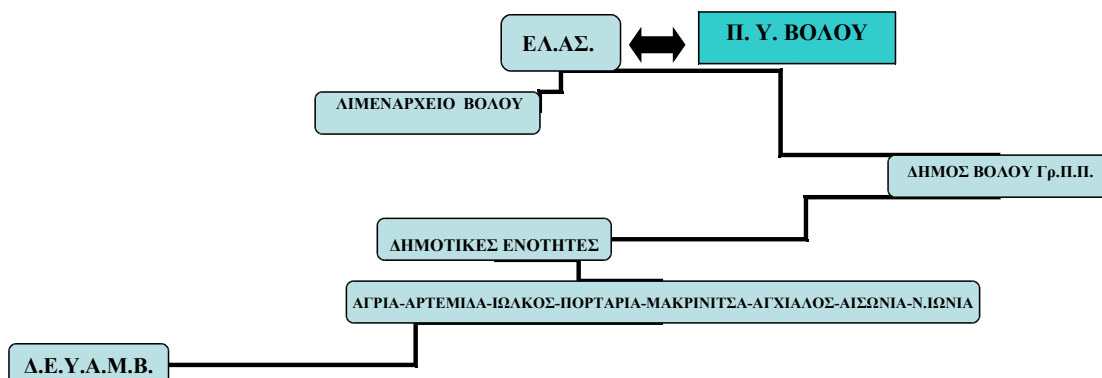 ΕΛ.ΑΣ.
Π. Υ. ΒΟΛΟΥ
ΛΙΜΕΝΑΡΧΕΙΟ ΒΟΛΟΥ
ΔΗΜΟΣ ΒΟΛΟΥ Γρ.Π.Π.
ΔΗΜΟΤΙΚΕΣ ΕΝΟΤΗΤΕΣ
ΑΓΡΙΑ-ΑΡΤΕΜΙΔΑ-ΙΩΛΚΟΣ-ΠΟΡΤΑΡΙΑ-ΜΑΚΡΙΝΙΤΣΑ-ΑΓΧΙΑΛΟΣ-ΑΙΣΩΝΙΑ-Ν.ΙΩΝΙΑ
Δ.Ε.Υ.Α.Μ.Β.